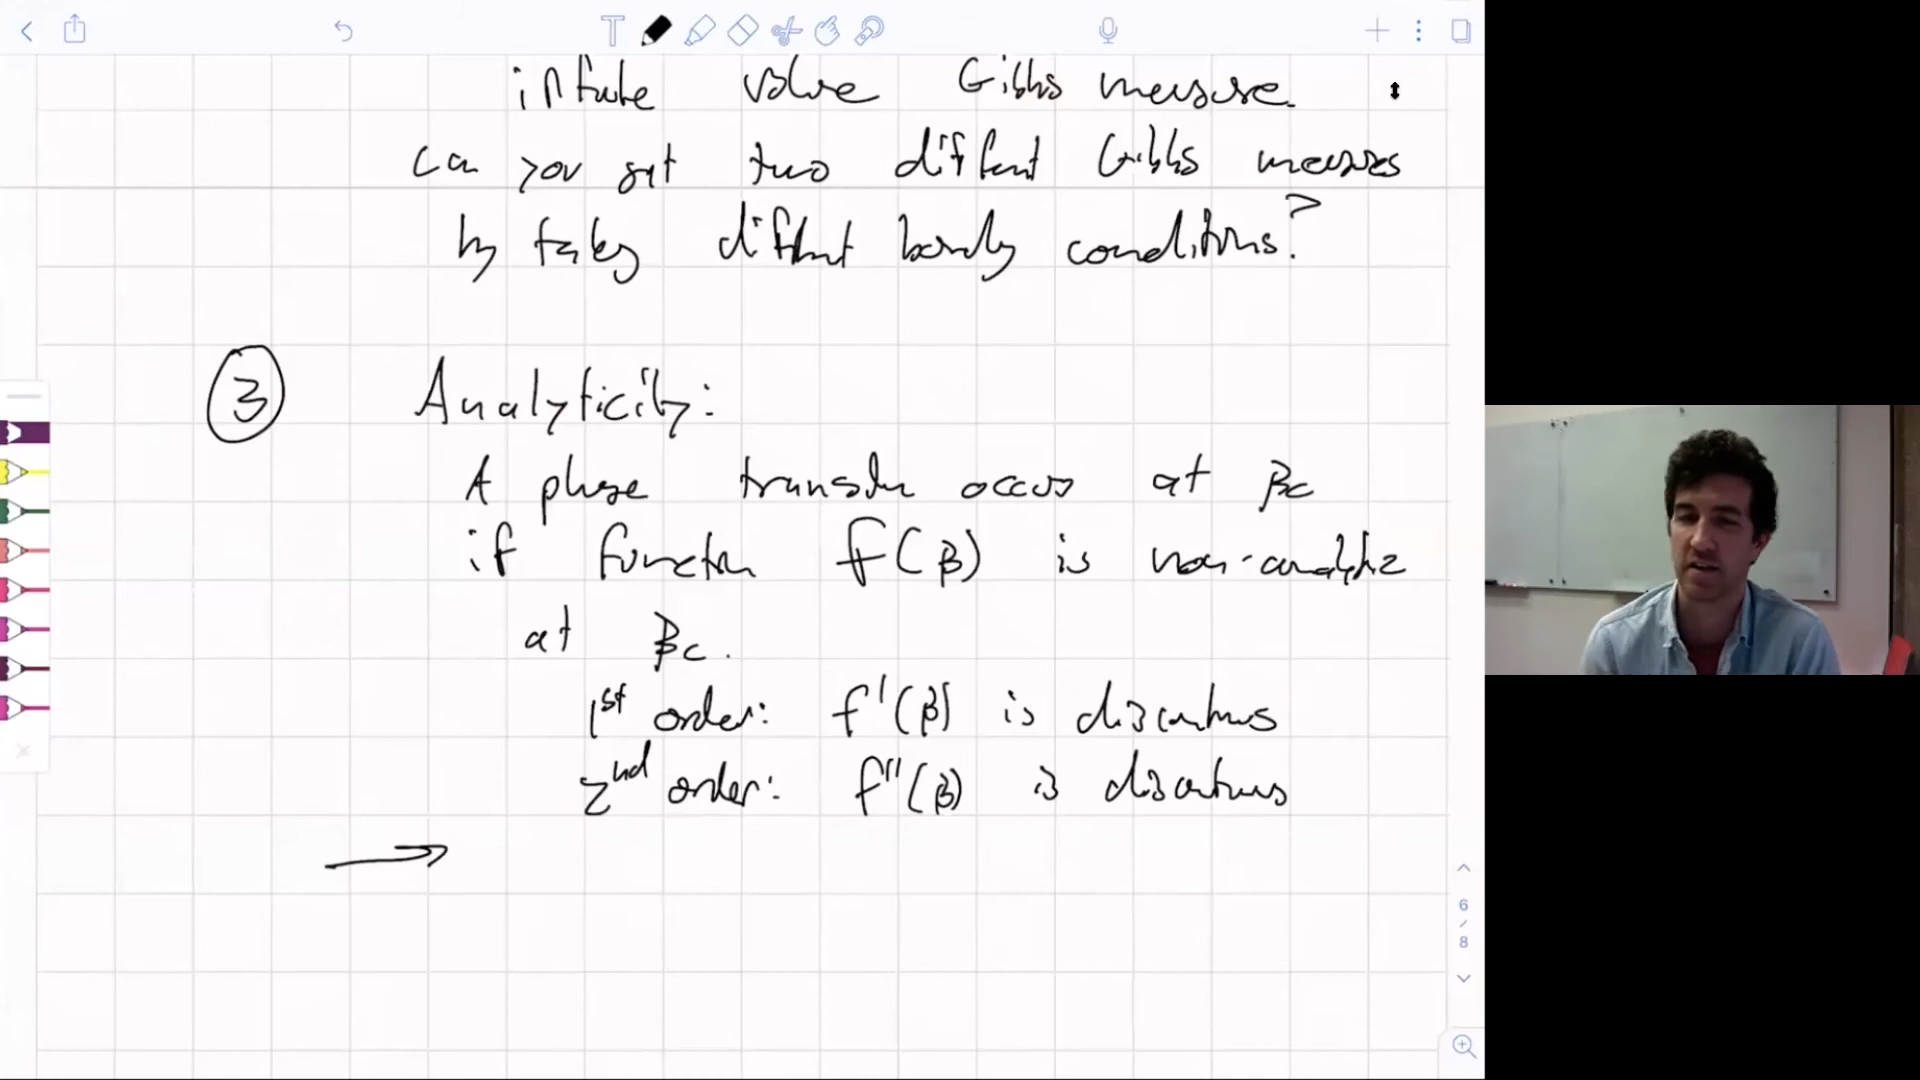 infinite volume Gibbs measure.
can you get two different Gibbs measures
by taking different boundary conditions?
3 Analyticity:
A phase transition occurs at βc
if function f(β) is non-analytic
at βc.
1st order: f'(β) is discontinuous
2nd order: f''(β) is discontinuous
→
6
/
8